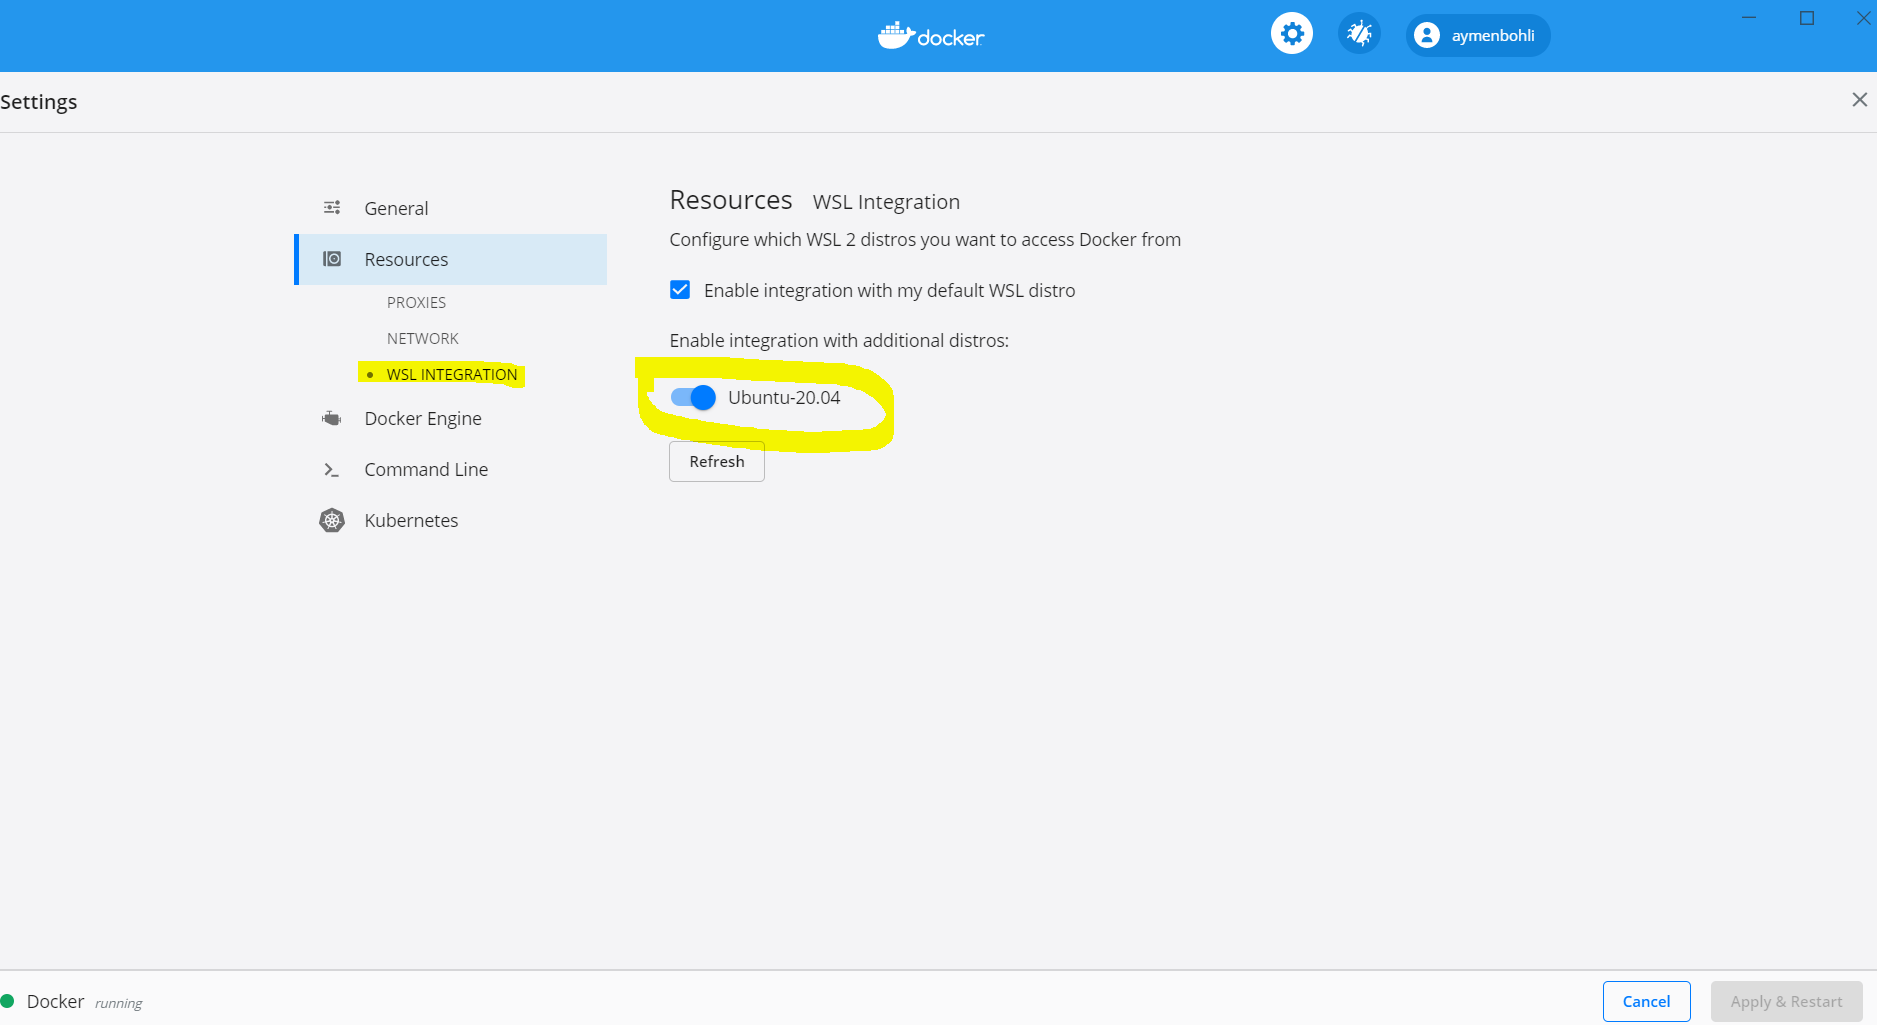 docker
aymenbohli
Settings
General
Resources
PROXIES
NETWORK
WSL INTEGRATION
Docker Engine
Command Line
Kubernetes
Resources WSL Integration
Configure which WSL 2 distros you want to access Docker from
Enable integration with my default WSL distro
Enable integration with additional distros:
Ubuntu-20.04
Refresh
Docker running
Cancel
Apply & Restart